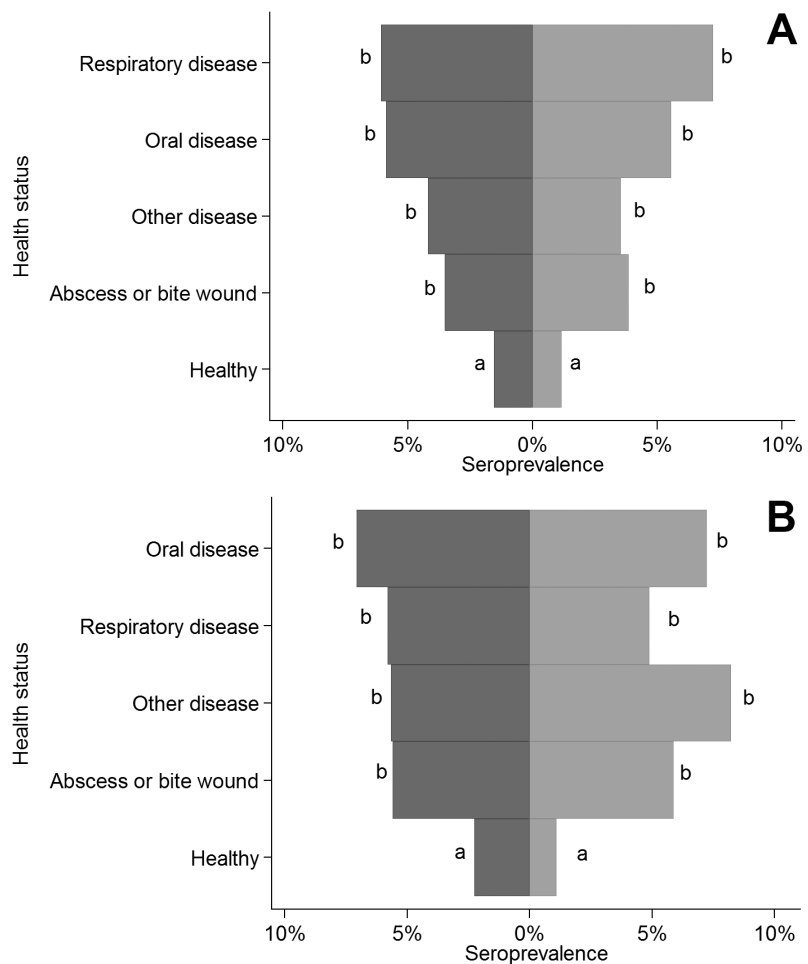 A
b Respiratory disease b
b Oral disease b
b Other disease b
b Abscess or bite wound b
a Healthy a
Health status
10% 5% 0% 5% 10%
Seroprevalence
B
b Oral disease b
b Respiratory disease b
b Other disease b
b Abscess or bite wound b
a Healthy a
Health status
10% 5% 0% 5% 10%
Seroprevalence